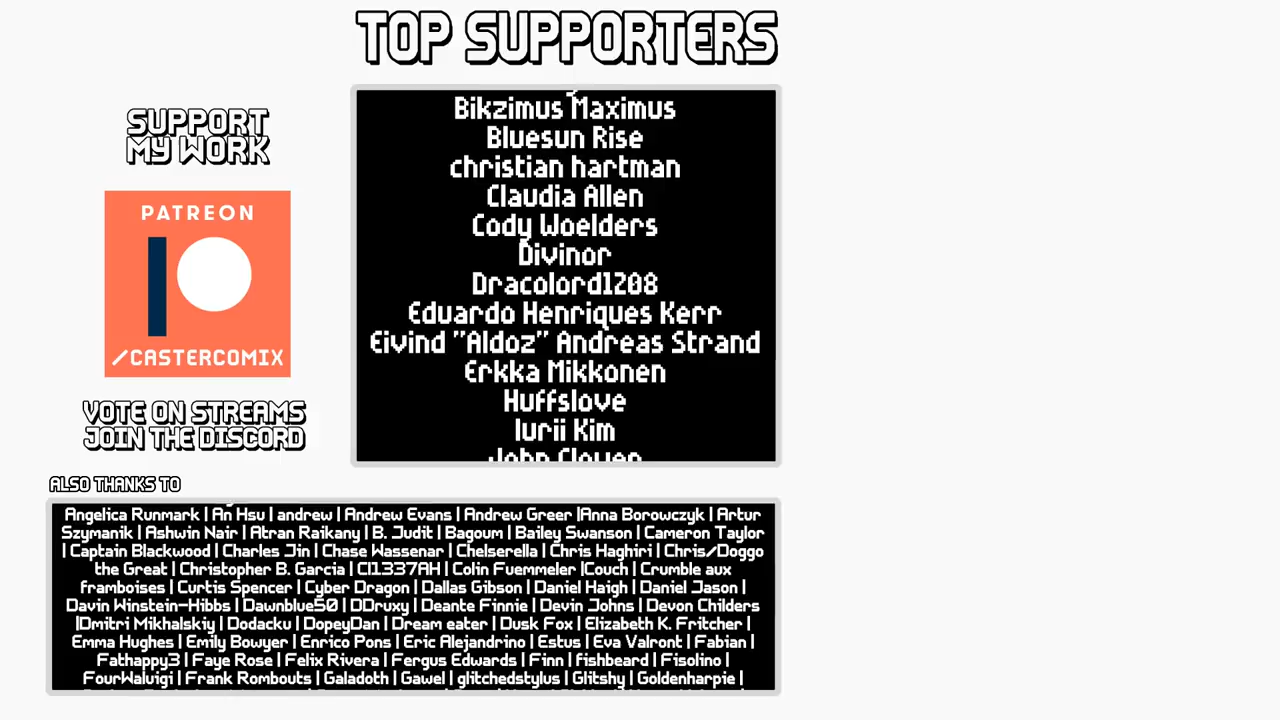 TOP SUPPORTERS
SUPPORT
MY WORK
PATREON
/CASTERCOMIX
VOTE ON STREAMS
JOIN THE DISCORD
Bikzimus Maximus
Bluesun Rise
christian hartman
Claudia Allen
Cody Woelders
Divinor
Dracolord1208
Eduardo Henriques Kerr
Eivind "Aldoz" Andreas Strand
Erkka Mikkonen
Huffslove
Iurii Kim
John
ALSO THANKS TO
Angelica Runmark | An Hsu | andrew | Andrew Evans | Andrew Greer |Anna Borowczyk | Artur
Szymanik | Ashwin Nair | Atran Raikany | B. Judit | Bagoum | Bailey Swanson | Cameron Taylor
| Captain Blackwood | Charles Jin | Chase Wassenar | Chelserella | Chris Haghiri | Chris/Doggo
the Great | Christopher B. Garcia | Cl1337AH | Colin Fuemmeler |Couch | Crumble aux
framboises | Curtis Spencer | Cyber Dragon | Dallas Gibson | Daniel Haigh | Daniel Jason |
Davin Winstein-Hibbs | Dawnblue50 | DDruxy | Deante Finnie | Devin Johns | Devon Childers
|Dmitri Mikhalskiy | Dodacku | DopeyDan | Dream eater | Dusk Fox | Elizabeth K. Fritcher |
Emma Hughes | Emily Bowyer | Enrico Pons | Eric Alejandrino | Estus | Eva Valront | Fabian |
Fathappy3 | Faye Rose | Felix Rivera | Fergus Edwards | Finn | fishbeard | Fisolino |
FourWaluigi | Frank Rombouts | Galadoth | Gawel | glitchedstylus | Glitshy | Goldenharpie |